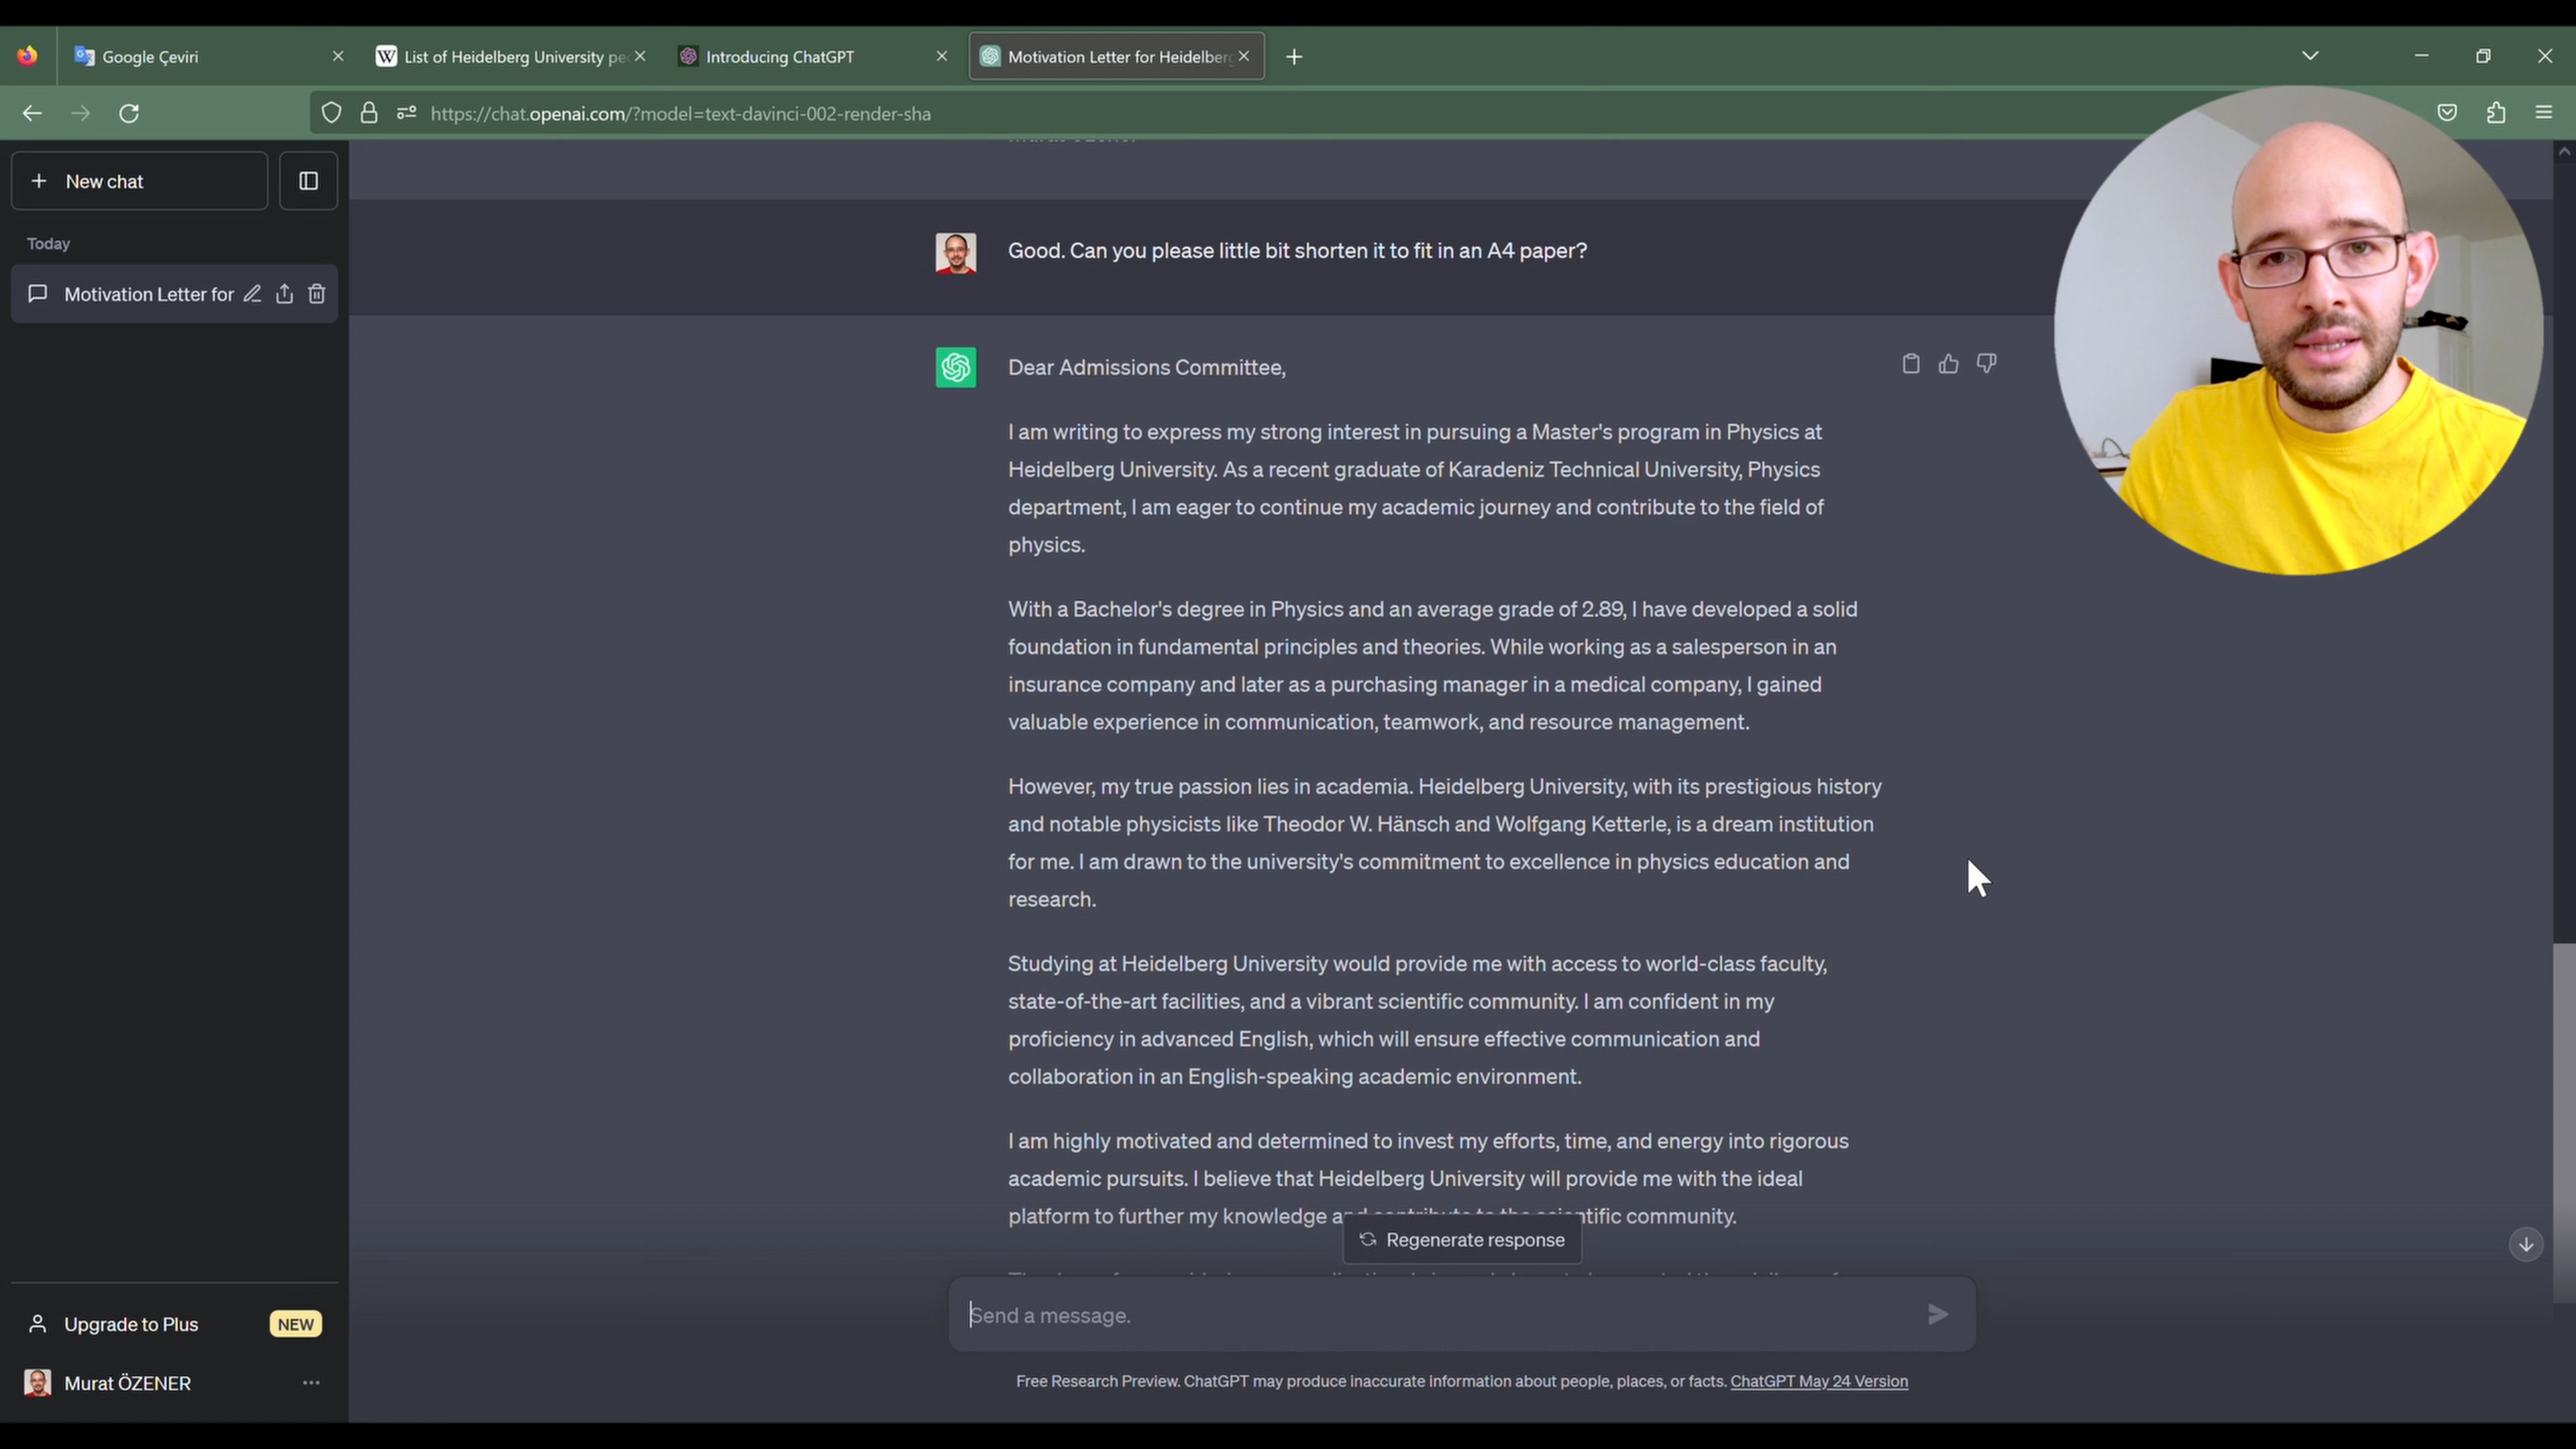 Google Çeviri
List of Heidelberg University pe
Introducing ChatGPT
Motivation Letter for Heidelberg
https://chat.openai.com/?model=text-davinci-002-render-sha
New chat
Today
Motivation Letter for
Good. Can you please little bit shorten it to fit in an A4 paper?
Dear Admissions Committee,
I am writing to express my strong interest in pursuing a Master's program in Physics at
Heidelberg University. As a recent graduate of Karadeniz Technical University, Physics
department, I am eager to continue my academic journey and contribute to the field of
physics.
With a Bachelor's degree in Physics and an average grade of 2.89, I have developed a solid
foundation in fundamental principles and theories. While working as a salesperson in an
insurance company and later as a purchasing manager in a medical company, I gained
valuable experience in communication, teamwork, and resource management.
However, my true passion lies in academia. Heidelberg University, with its prestigious history
and notable physicists like Theodor W. Hänsch and Wolfgang Ketterle, is a dream institution
for me. I am drawn to the university's commitment to excellence in physics education and
research.
Studying at Heidelberg University would provide me with access to world-class faculty,
state-of-the-art facilities, and a vibrant scientific community. I am confident in my
proficiency in advanced English, which will ensure effective communication and
collaboration in an English-speaking academic environment.
I am highly motivated and determined to invest my efforts, time, and energy into rigorous
academic pursuits. I believe that Heidelberg University will provide me with the ideal
platform to further my knowledge and contribute to the scientific community.
Regenerate response
Send a message.
Upgrade to Plus NEW
Murat ÖZENER
Free Research Preview. ChatGPT may produce inaccurate information about people, places, or facts. ChatGPT May 24 Version